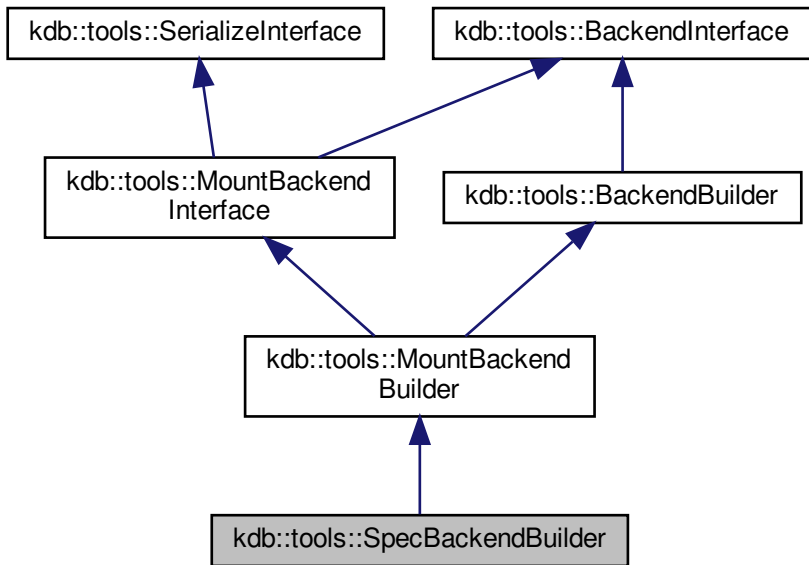 kdb::tools::SerializeInterface
kdb::tools::BackendInterface
kdb::tools::MountBackend
Interface
kdb::tools::BackendBuilder
kdb::tools::MountBackend
Builder
kdb::tools::SpecBackendBuilder